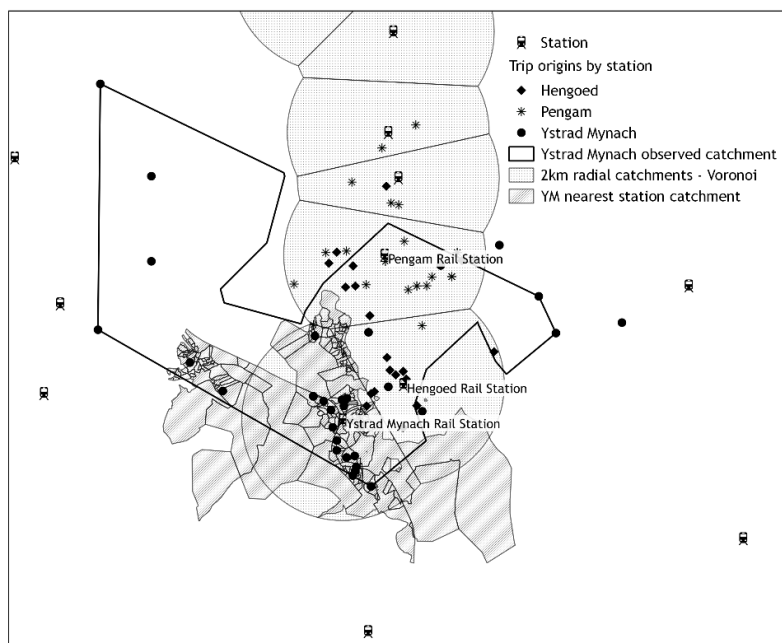 Station
Trip origins by station
Hengoed
Pengam
Ystrad Mynach
Ystrad Mynach observed catchment
2km radial catchments - Voronoi
YM nearest station catchment
Pengam Rail Station
Hengoed Rail Station
Ystrad Mynach Rail Station